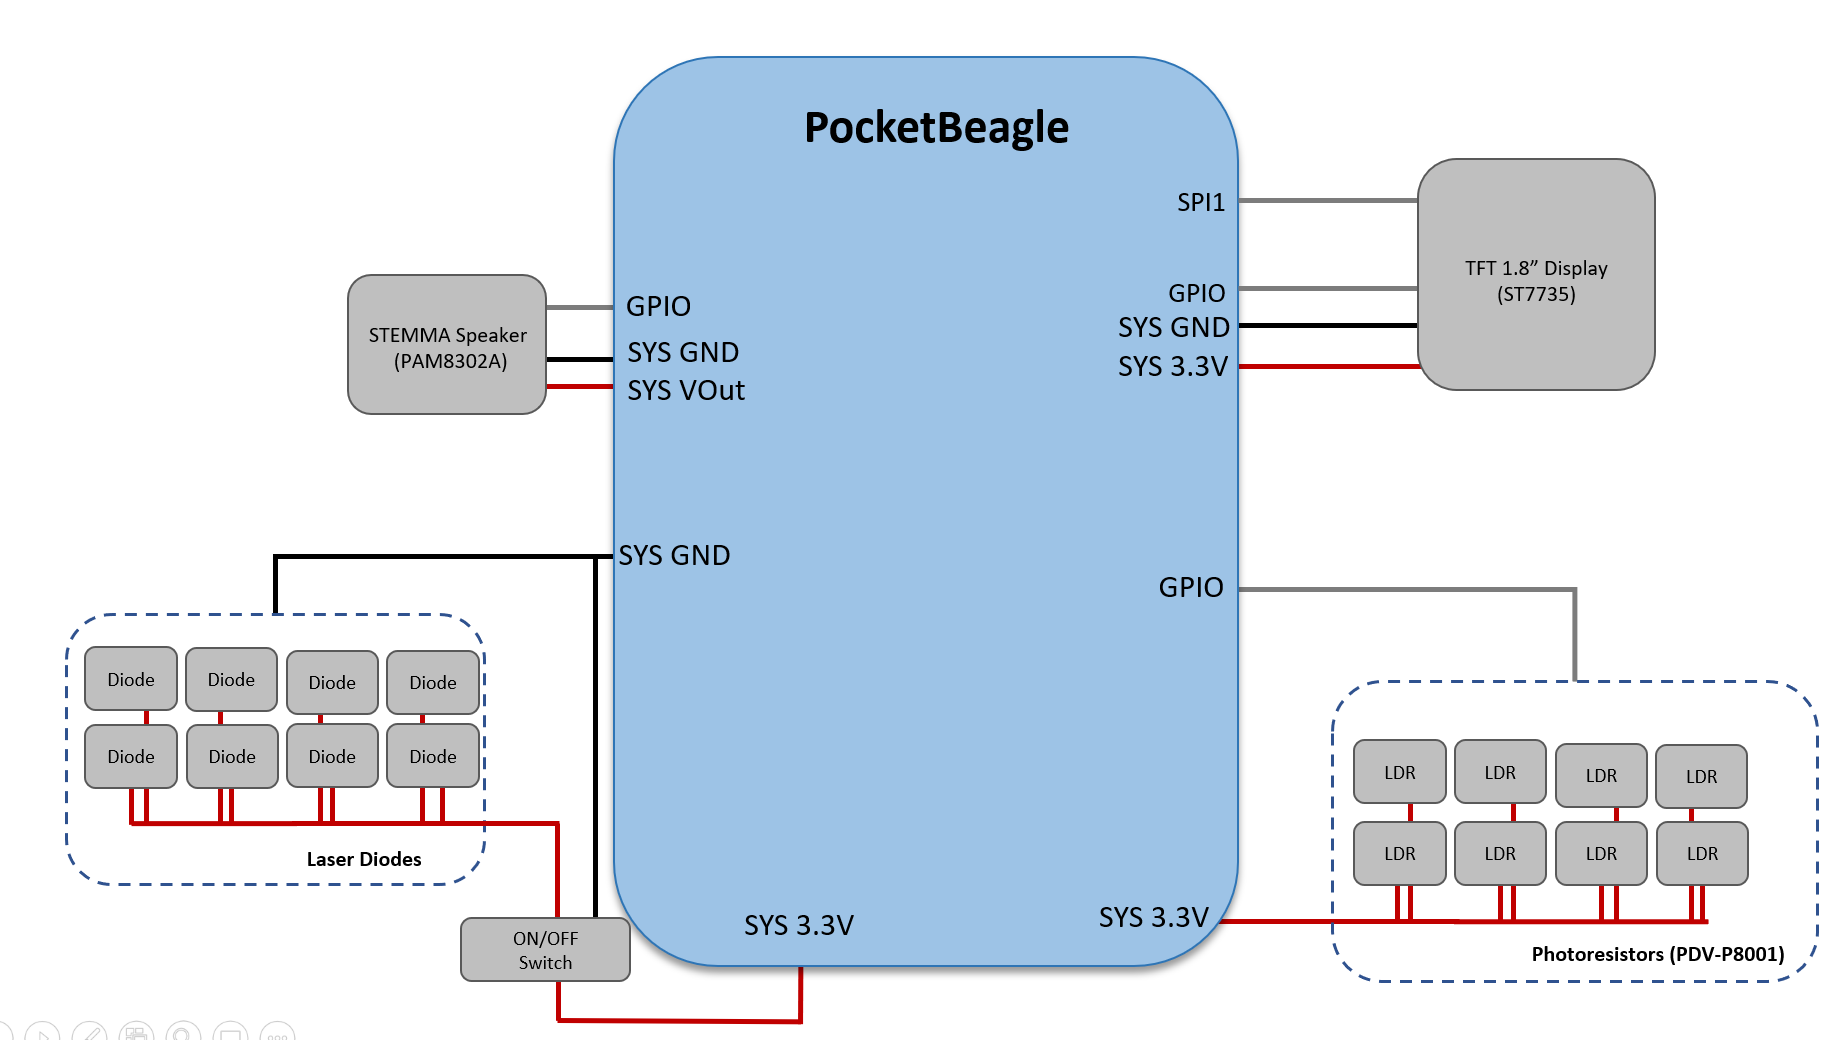 PocketBeagle
SPI1
GPIO
SYS GND
SYS 3.3V
TFT 1.8” Display
(ST7735)
STEMMA Speaker
(PAM8302A)
GPIO
SYS GND
SYS VOut
SYS GND
GPIO
Diode Diode Diode Diode
Diode Diode Diode Diode
Laser Diodes
ON/OFF
Switch
SYS 3.3V
SYS 3.3V
LDR LDR LDR LDR
LDR LDR LDR LDR
Photoresistors (PDV-P8001)